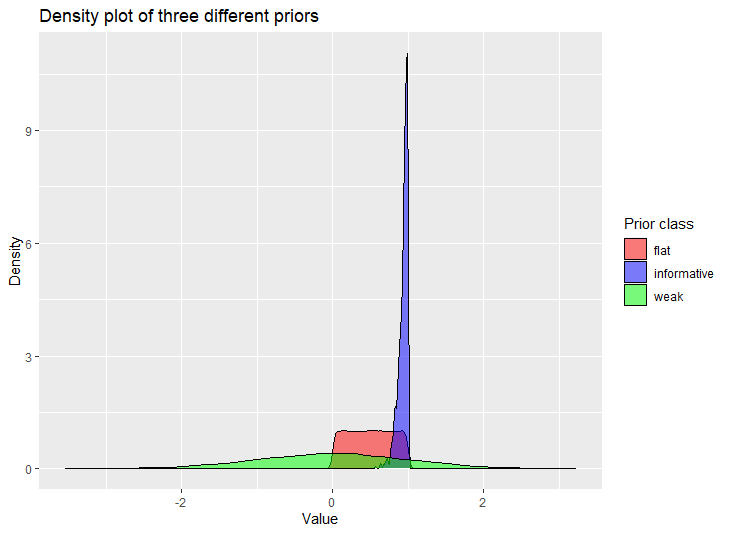 Density plot of three different priors
9
6
3
0
Density
-2
0
2
Value
Prior class
flat
informative
weak